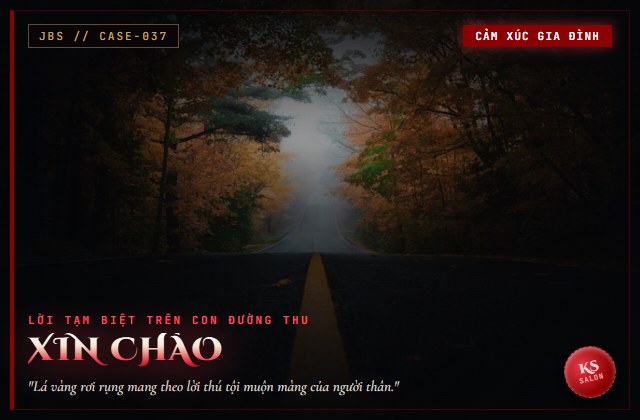 JBS // CASE-037
CẢM XÚC GIA ĐÌNH
LỜI TẠM BIỆT TRÊN CON ĐƯỜNG THU
XIN CHÀO
"Lá vàng rơi rụng mang theo lời thú tội muộn màng của người thân."
KS
SALON